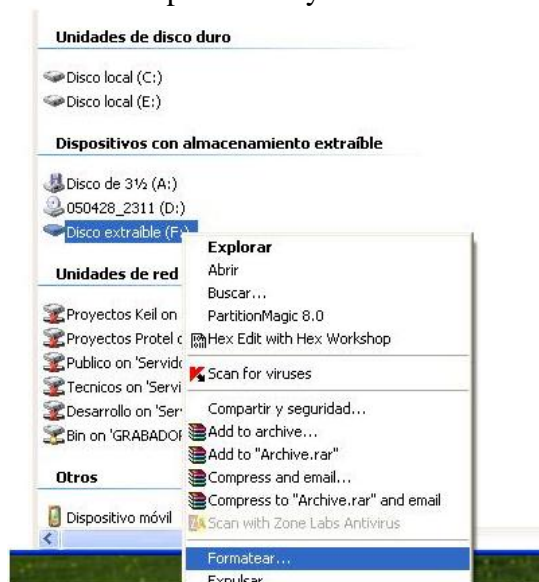 Unidades de disco duro
Disco local (C:)
Disco local (E:)
Dispositivos con almacenamiento extraíble
Disco de 3½ (A:)
050428_2311 (D:)
Disco extraíble (F:)
Explorar
Abrir
Buscar...
PartitionMagic 8.0
Hex Edit with Hex Workshop
Scan for viruses
Compartir y seguridad...
Add to archive...
Add to "Archive.rar"
Compress and email...
Compress to "Archive.rar" and email
Scan with Zone Labs Antivirus
Formatear...
Expulsar
Unidades de red
Proyectos Keil on
Proyectos Protel
Publico on 'Servid
Tecnicos on 'Servi
Desarrollo on 'Ser
Bin on 'GRABADO
Otros
Dispositivo móvil